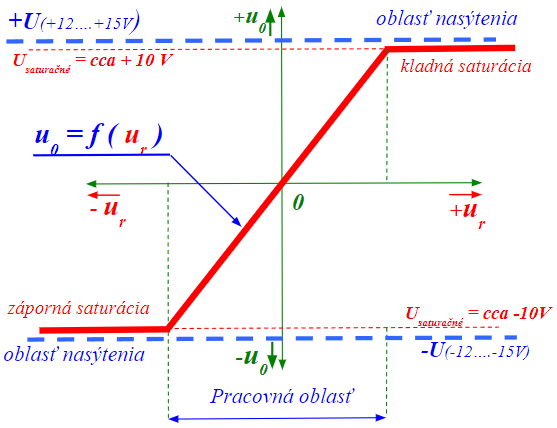 +U(+12....+15V)
+u0
oblasť nasýtenia
Usaturačné = cca + 10 V
kladná saturácia
u0 = f ( ur )
- ur
0
+ur
záporná saturácia
Usaturačné = cca -10V
oblasť nasýtenia
-u0
-U(-12....-15V)
Pracovná oblasť